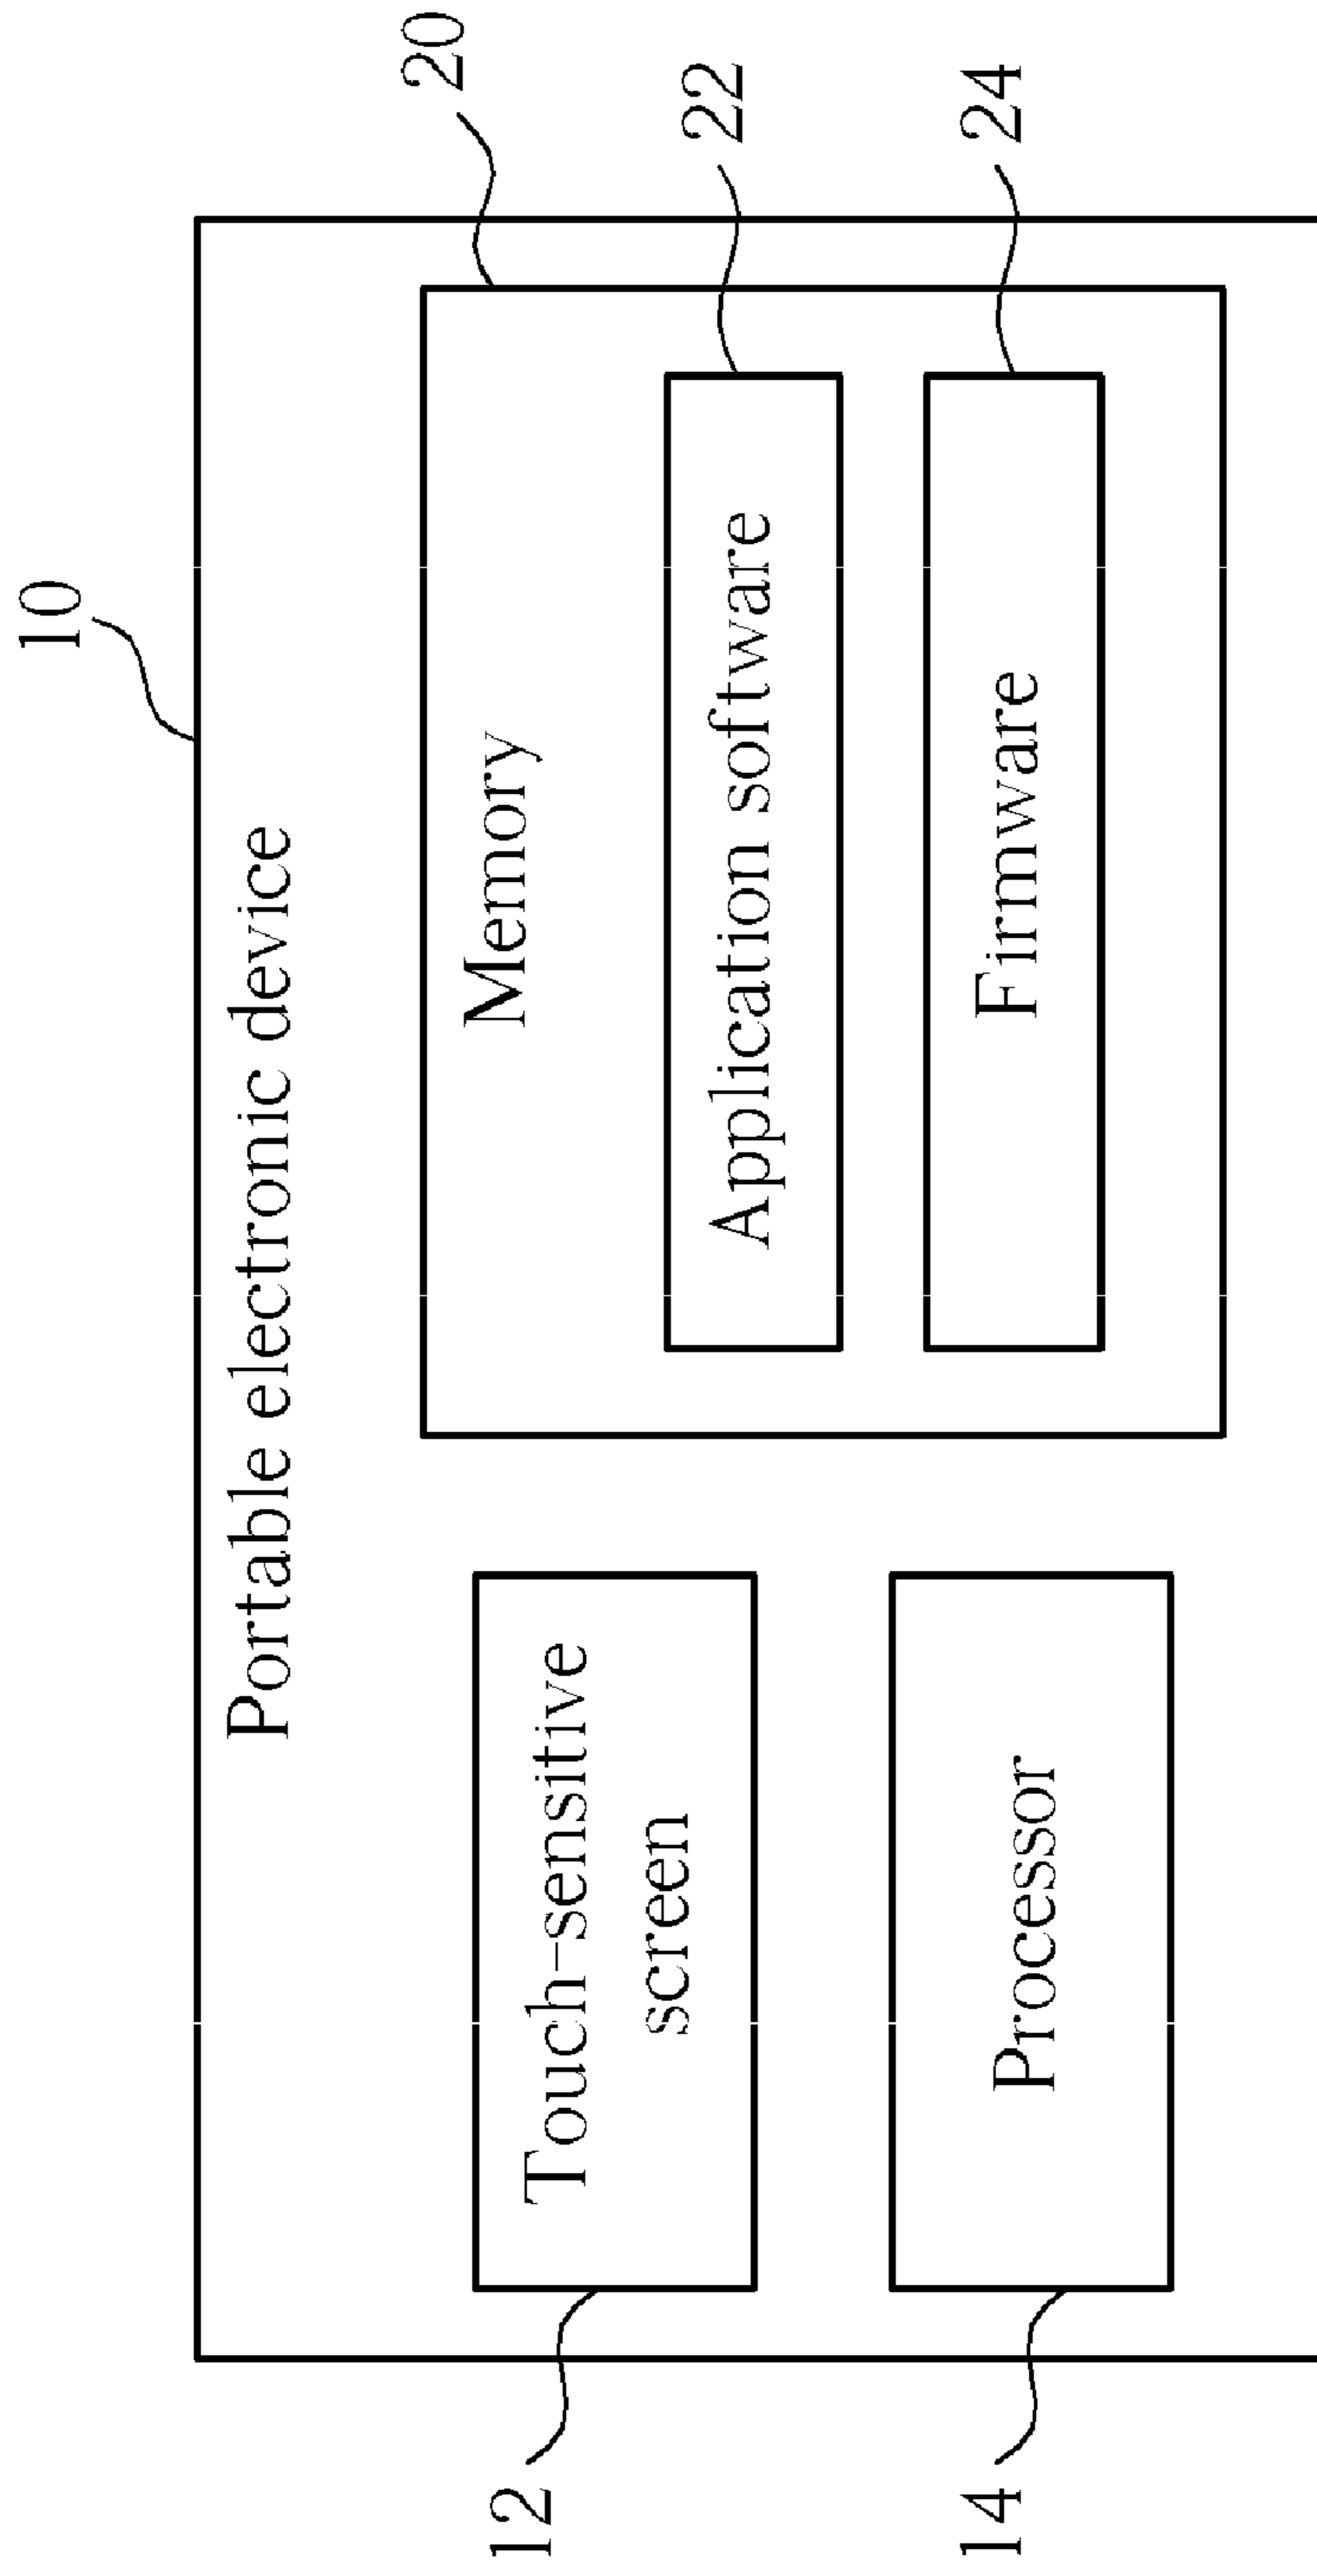 10
Portable electronic device
20
Memory
12
Touch-sensitive
screen
22
Application software
14
Processor
24
Firmware